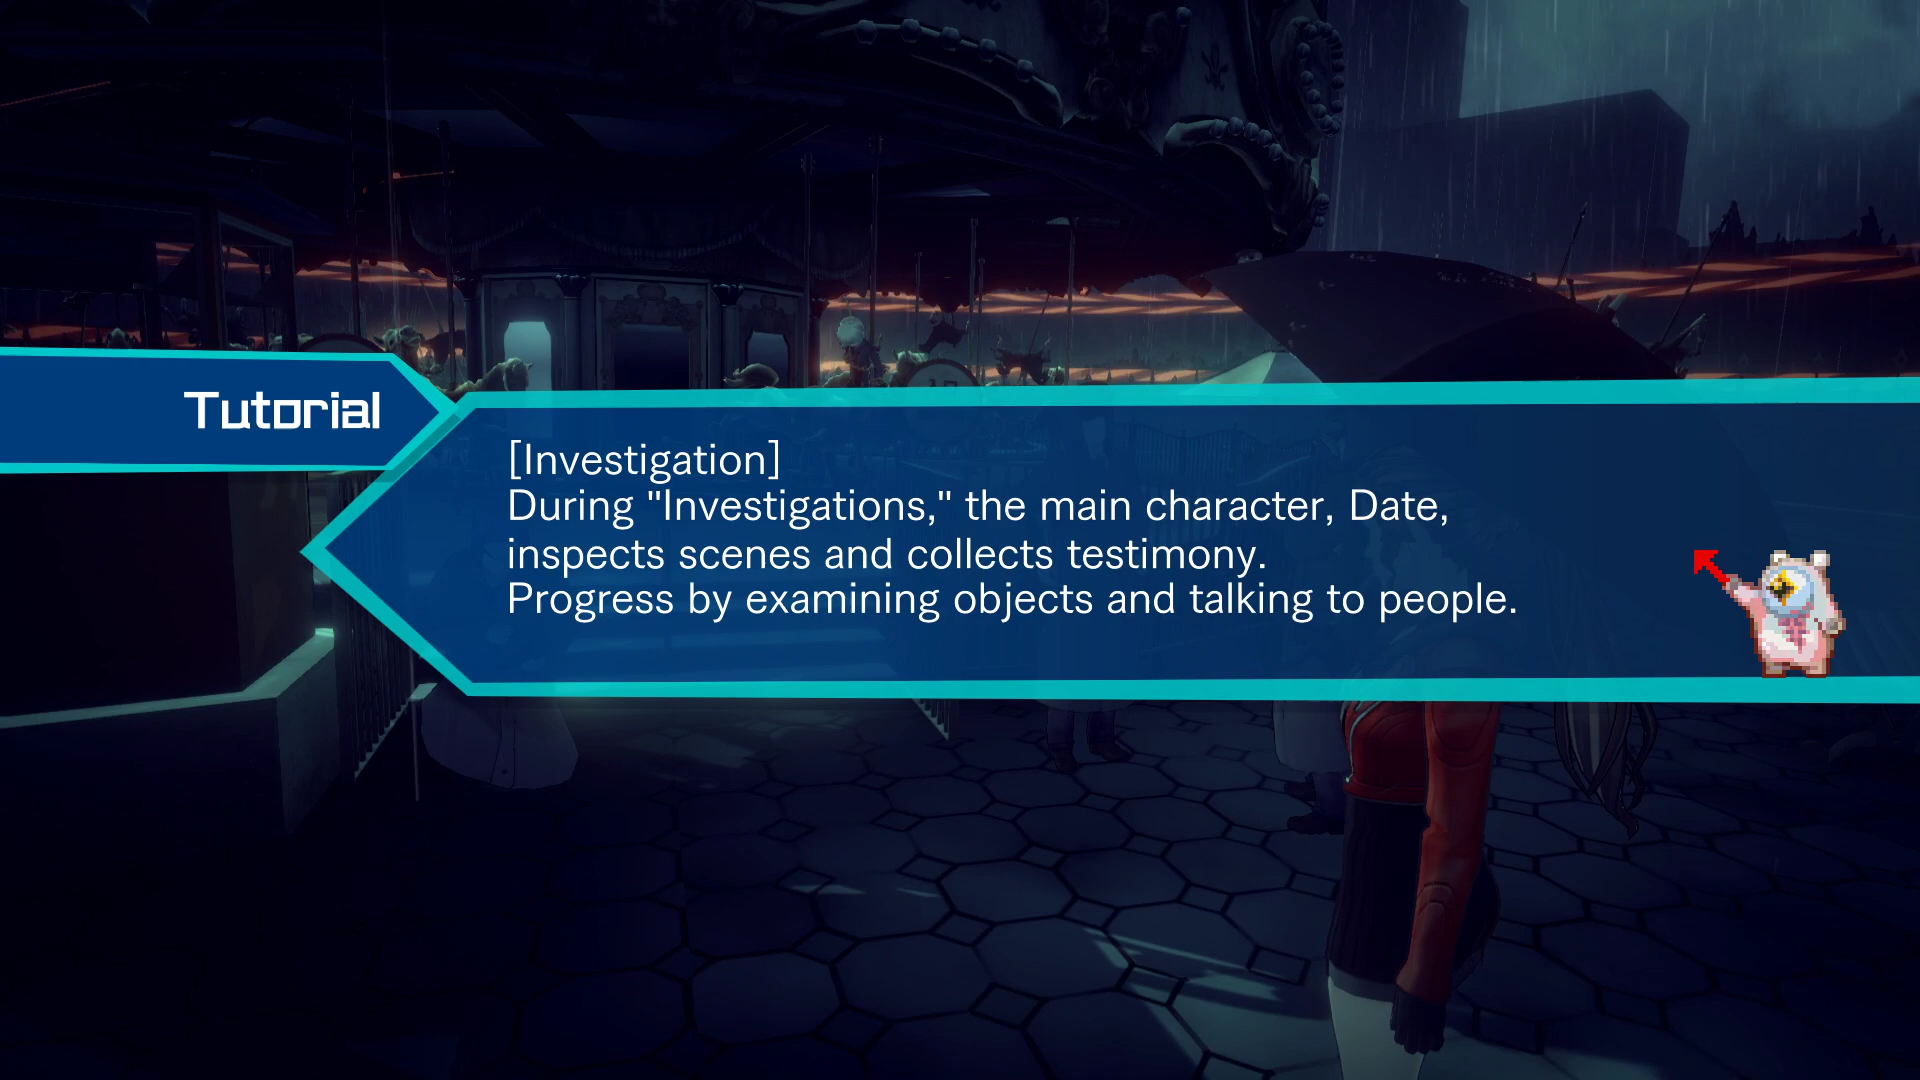 Tutorial
[Investigation]
During "Investigations," the main character, Date,
inspects scenes and collects testimony.
Progress by examining objects and talking to people.